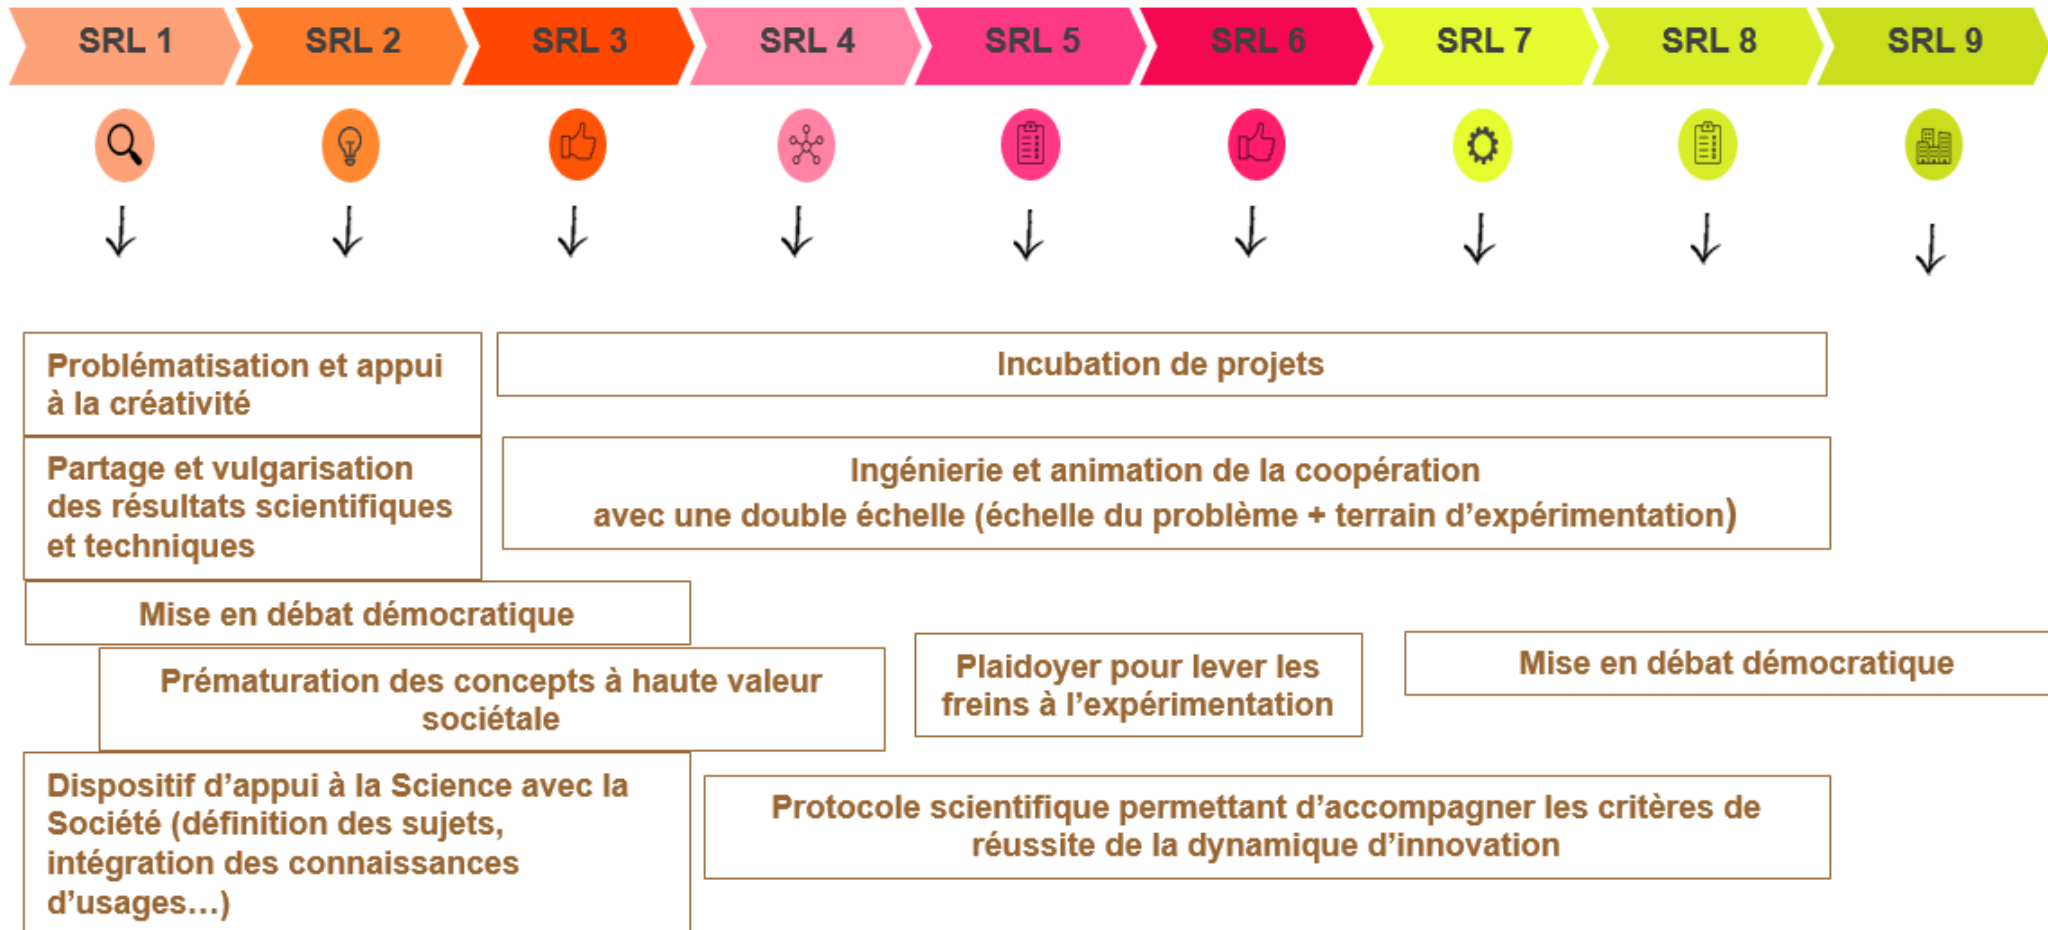 SRL 1
SRL 2
SRL 3
SRL 4
SRL 5
SRL 6
SRL 7
SRL 8
SRL 9
Problématisation et appui
à la créativité
Incubation de projets
Partage et vulgarisation
des résultats scientifiques
et techniques
Ingénierie et animation de la coopération
avec une double échelle (échelle du problème + terrain d’expérimentation)
Mise en débat démocratique
Prématuration des concepts à haute valeur
sociétale
Plaidoyer pour lever les
freins à l’expérimentation
Mise en débat démocratique
Dispositif d’appui à la Science avec la
Société (définition des sujets,
intégration des connaissances
d’usages…)
Protocole scientifique permettant d’accompagner les critères de
réussite de la dynamique d’innovation